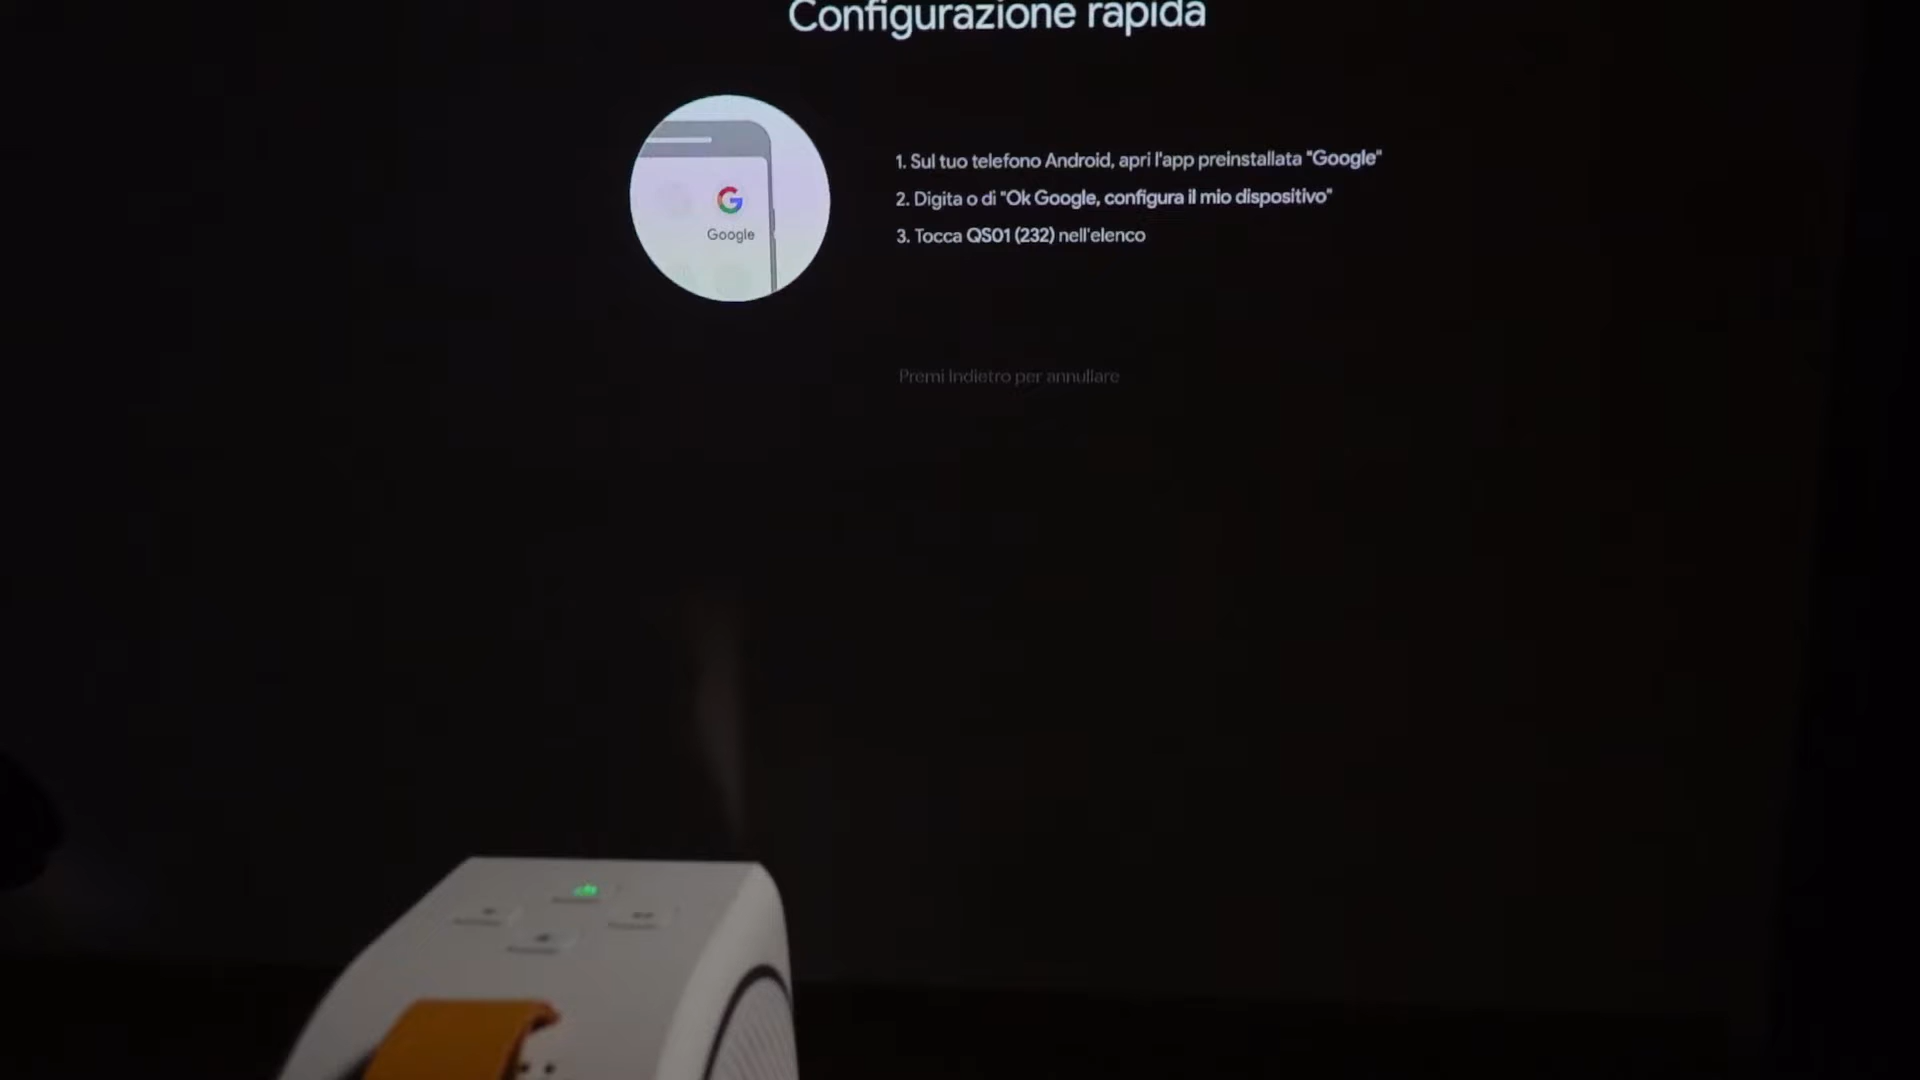 Configurazione rapida
Google
1. Sul tuo telefono Android, apri l'app preinstallata "Google"
2. Digita o di "Ok Google, configura il mio dispositivo"
3. Tocca QS01 (232) nell'elenco
Premi Indietro per annullare